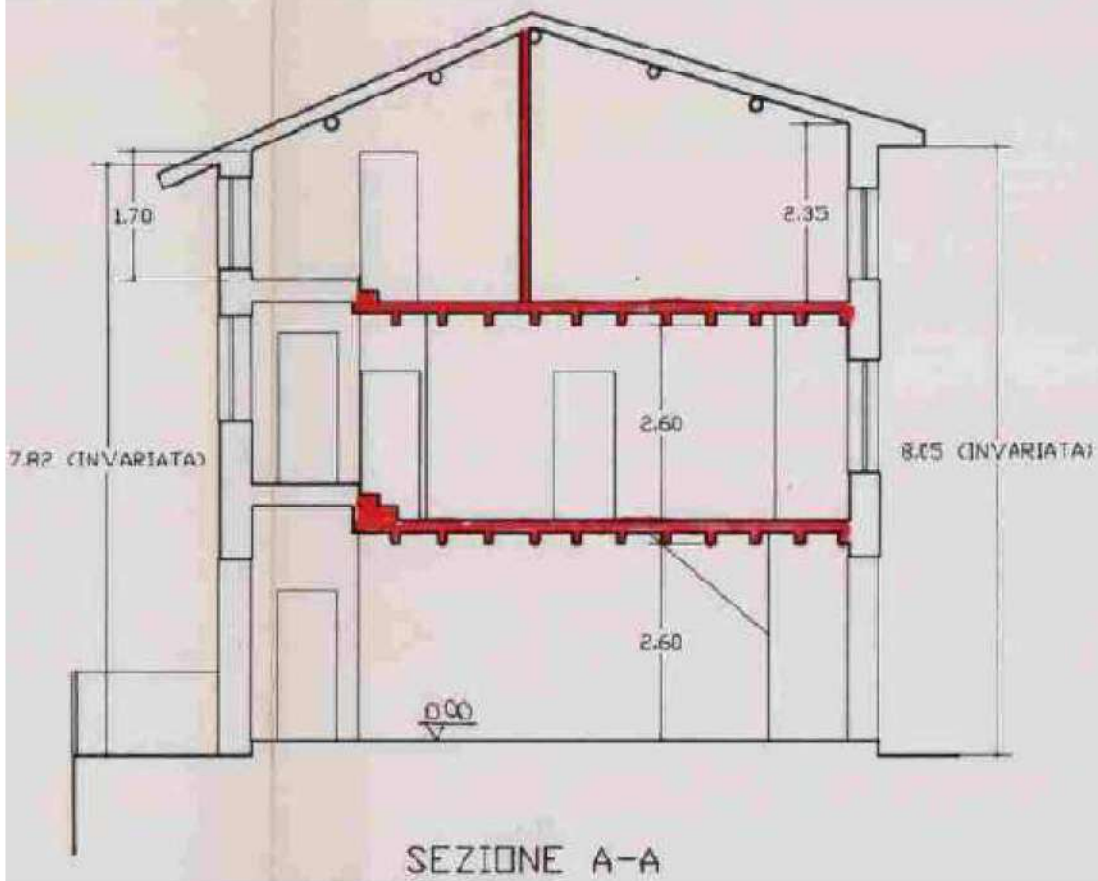 1.70
2.35
2.60
7.82 (INVARIATA)
8.05 (INVARIATA)
2.60
0.00
SEZIONE A-A